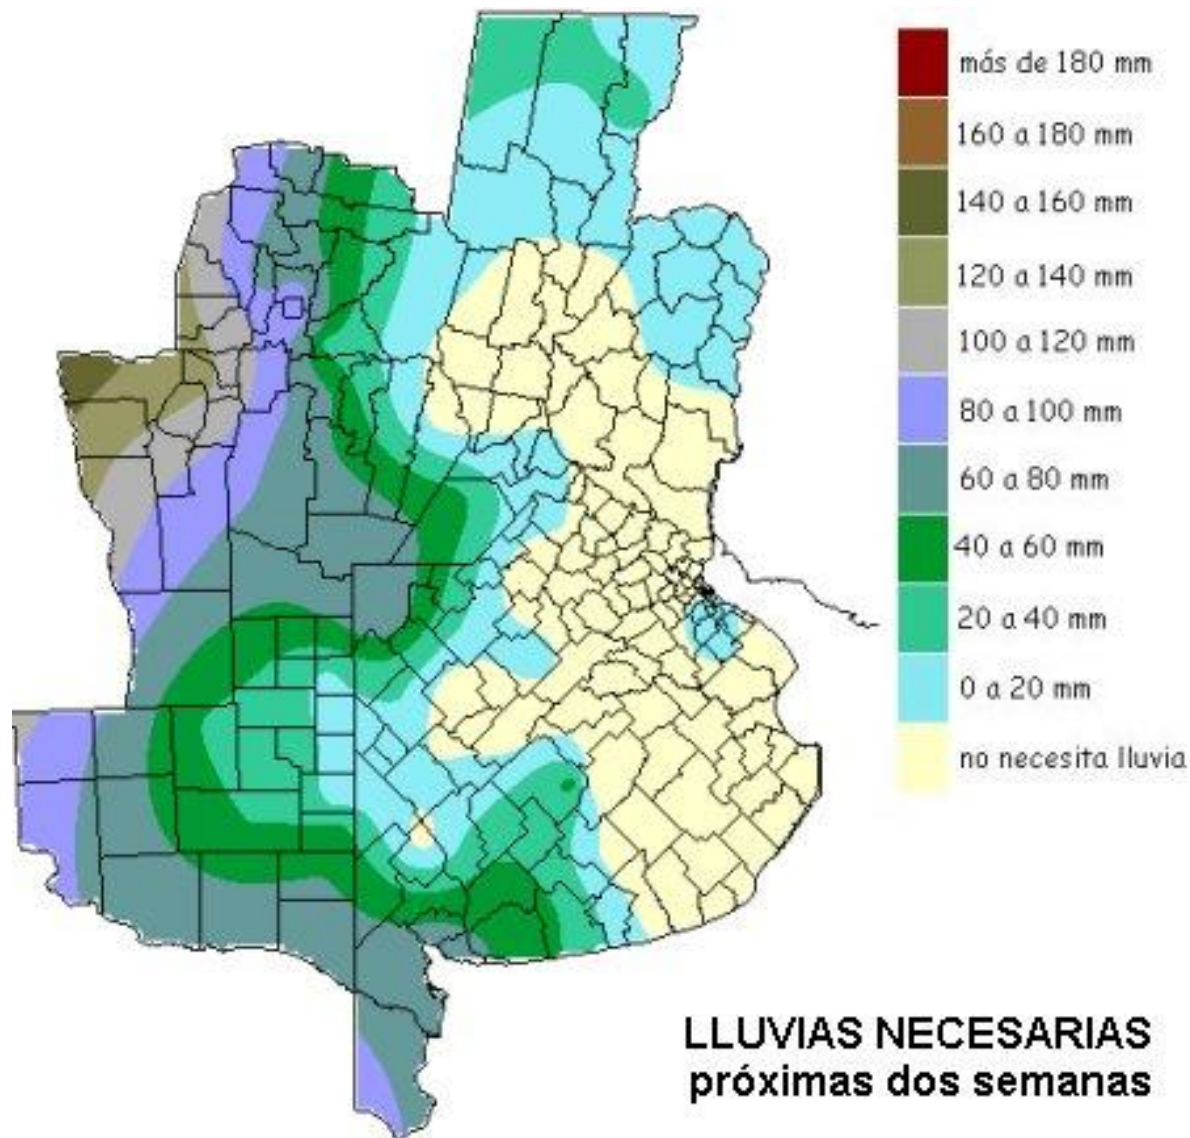 más de 180 mm
160 a 180 mm
140 a 160 mm
120 a 140 mm
100 a 120 mm
80 a 100 mm
60 a 80 mm
40 a 60 mm
20 a 40 mm
0 a 20 mm
no necesita lluvia
LLUVIAS NECESARIAS
próximas dos semanas